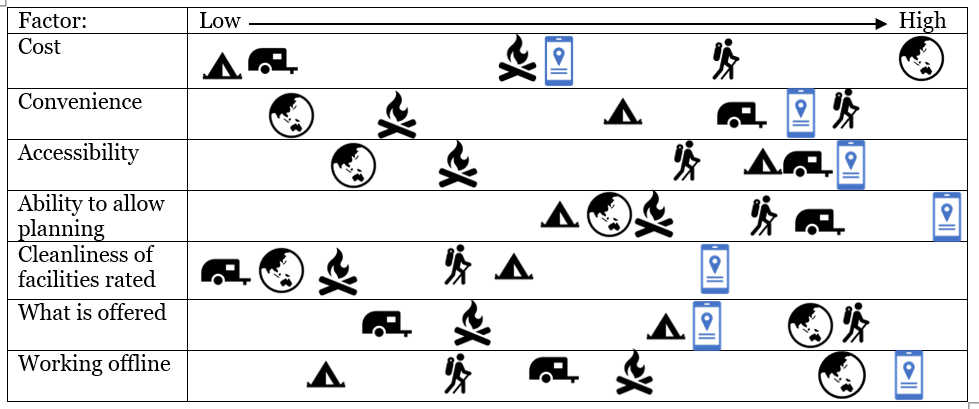 Factor: Low High
Cost
Convenience
Accessibility
Ability to allow
planning
Cleanliness of
facilities rated
What is offered
Working offline